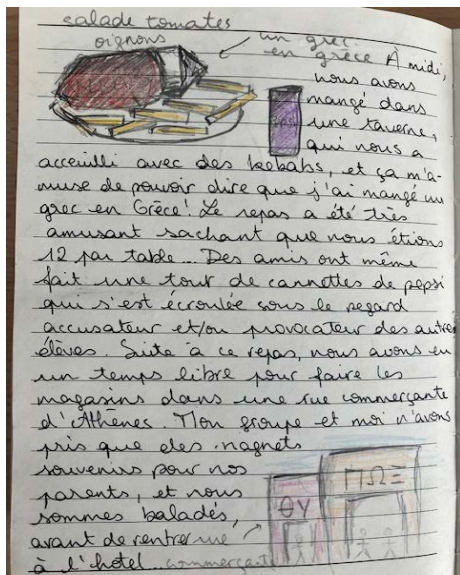 salade tomates
oignons
un grec
en grèce
À midi,
nous avons
mangé dans
une taverne,
qui nous a
acceuilli avec des kebabs, et ça m'a-
muse de pouvoir dire que j'ai mangé un
grec en Grèce! Le repas a été très
amusant sachant que nous étions
12 par table... Des amis ont même
fait une tour de cannettes de pepsi
qui s'est écroulée sous le regard
accusateur et/ou provocateur des autres
élèves. Suite à ce repas, nous avons eu
un temps libre pour faire les
magasins dans une rue commerçante
d'Athènes. Mon groupe et moi n'avons
pris que des magnets
souvenirs pour nos
parents, et nous
sommes baladés,
avant de rentrer
à l'hotel.
rue
commerçante
ΘΥ
ΠΩΞ